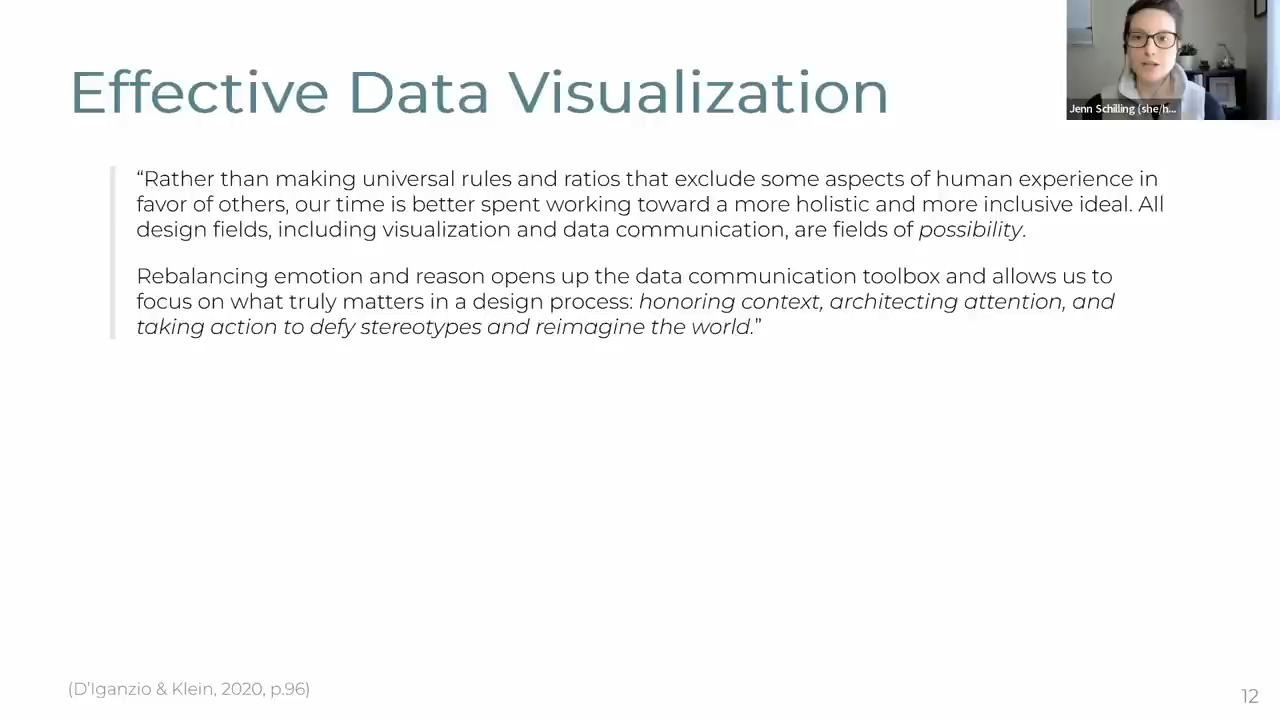 Effective Data Visualization
Jenn Schilling (she/h...
“Rather than making universal rules and ratios that exclude some aspects of human experience in
favor of others, our time is better spent working toward a more holistic and more inclusive ideal. All
design fields, including visualization and data communication, are fields of possibility.
Rebalancing emotion and reason opens up the data communication toolbox and allows us to
focus on what truly matters in a design process: honoring context, architecting attention, and
taking action to defy stereotypes and reimagine the world.”
(D’Iganzio & Klein, 2020, p.96)
12